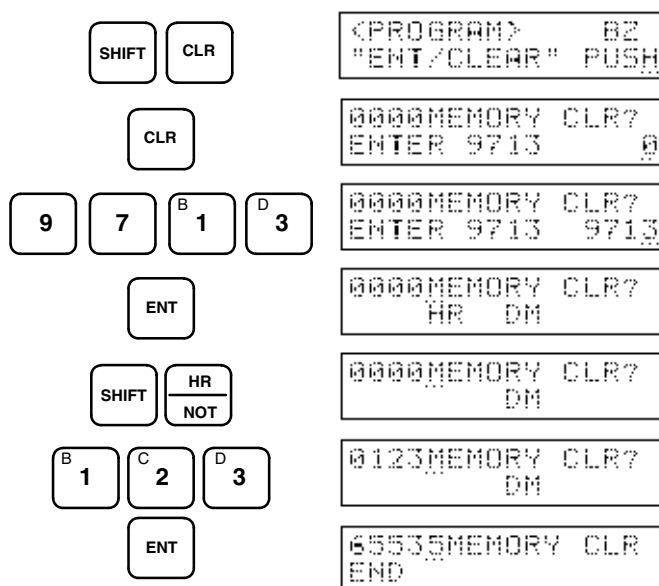 SHIFT CLR
<PROGRAM> BZ
"ENT/CLEAR" PUSH
CLR
0000MEMORY CLR?
ENTER 9713 0
9 7 B 1 D 3
0000MEMORY CLR?
ENTER 9713 9713
ENT
0000MEMORY CLR?
HR DM
SHIFT HR
NOT
0000MEMORY CLR?
DM
B 1 C 2 D 3
0123MEMORY CLR?
DM
ENT
65535MEMORY CLR
END